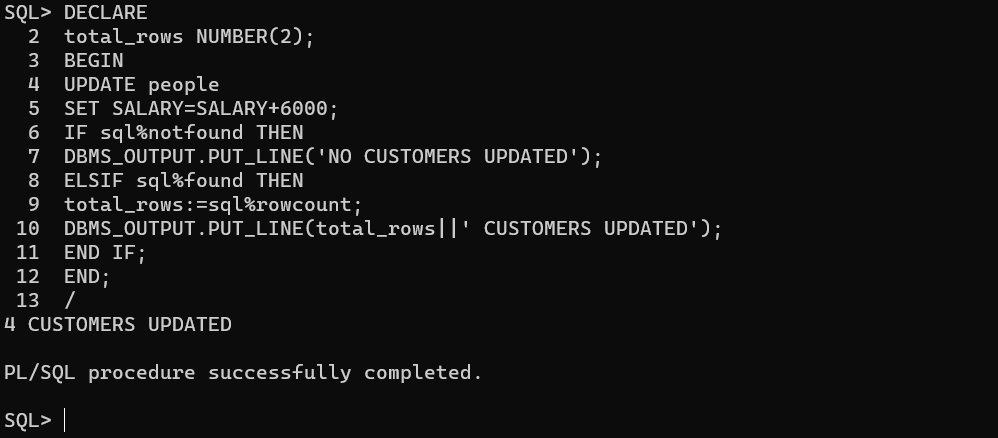 SQL> DECLARE
  2  total_rows NUMBER(2);
  3  BEGIN
  4  UPDATE people
  5  SET SALARY=SALARY+6000;
  6  IF sql%notfound THEN
  7  DBMS_OUTPUT.PUT_LINE('NO CUSTOMERS UPDATED');
  8  ELSIF sql%found THEN
  9  total_rows:=sql%rowcount;
 10  DBMS_OUTPUT.PUT_LINE(total_rows||' CUSTOMERS UPDATED');
 11  END IF;
 12  END;
 13  /
4 CUSTOMERS UPDATED

PL/SQL procedure successfully completed.

SQL>